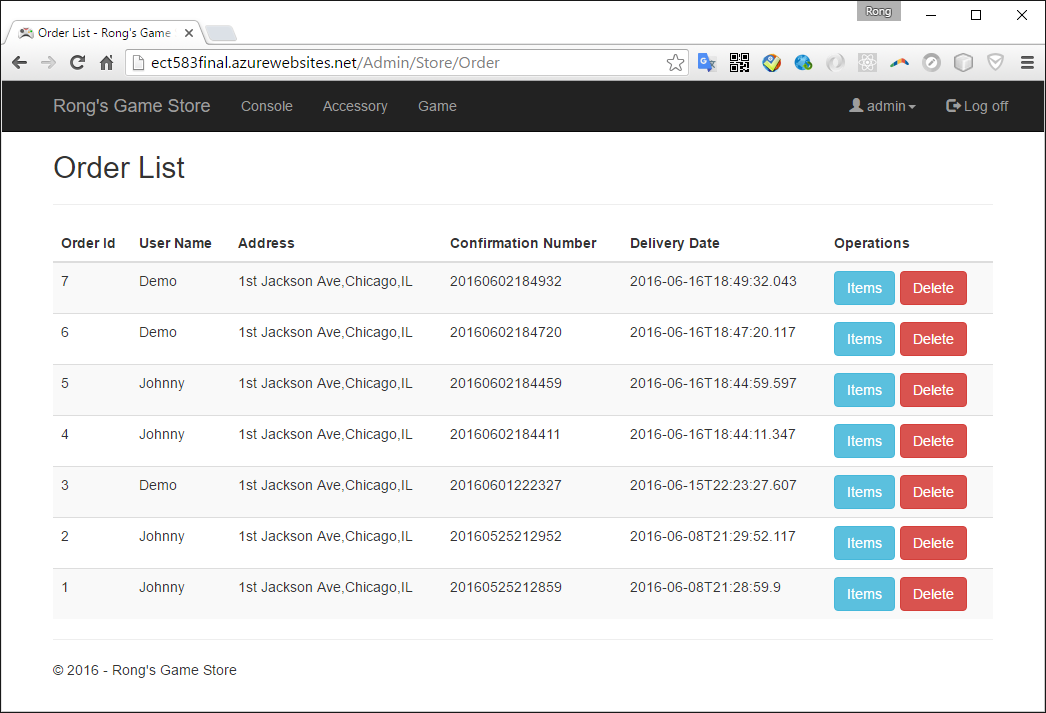 Rong
Order List - Rong's Game
ect583final.azurewebsites.net/Admin/Store/Order
Rong's Game Store Console Accessory Game admin Log off
Order List
Order Id User Name Address Confirmation Number Delivery Date Operations
7 Demo 1st Jackson Ave,Chicago,IL 20160602184932 2016-06-16T18:49:32.043 Items Delete
6 Demo 1st Jackson Ave,Chicago,IL 20160602184720 2016-06-16T18:47:20.117 Items Delete
5 Johnny 1st Jackson Ave,Chicago,IL 20160602184459 2016-06-16T18:44:59.597 Items Delete
4 Johnny 1st Jackson Ave,Chicago,IL 20160602184411 2016-06-16T18:44:11.347 Items Delete
3 Demo 1st Jackson Ave,Chicago,IL 20160601222327 2016-06-15T22:23:27.607 Items Delete
2 Johnny 1st Jackson Ave,Chicago,IL 20160525212952 2016-06-08T21:29:52.117 Items Delete
1 Johnny 1st Jackson Ave,Chicago,IL 20160525212859 2016-06-08T21:28:59.9 Items Delete
© 2016 - Rong's Game Store